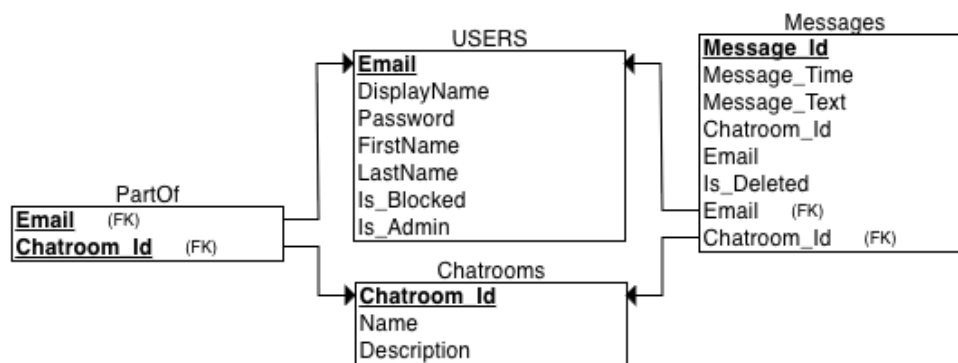 USERS
Email
DisplayName
Password
FirstName
LastName
Is_Blocked
Is_Admin
Messages
Message_Id
Message_Time
Message_Text
Chatroom_Id
Email
Is_Deleted
Email (FK)
Chatroom_Id (FK)
PartOf
Email (FK)
Chatroom_Id (FK)
Chatrooms
Chatroom_Id
Name
Description